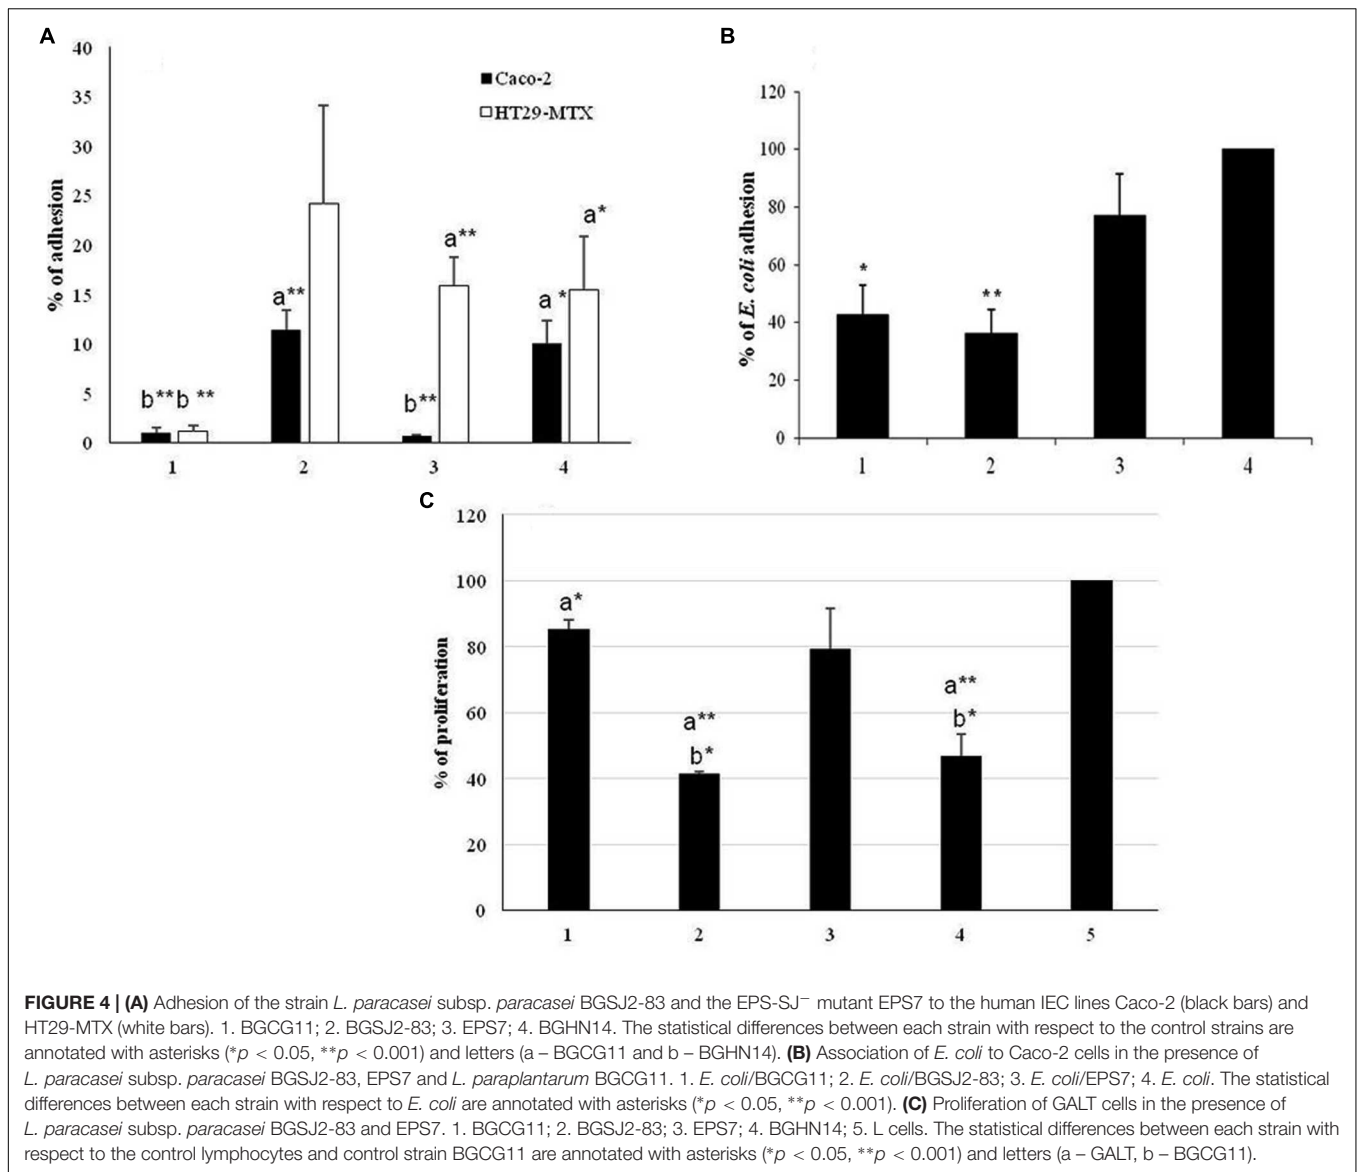 A
40
35
30
25
20
15
10
5
0
% of adhesion
Caco-2
HT29-MTX
b** b **
a**
b**
a**
a *
a*
1 2 3 4
B
120
100
80
60
40
20
0
% of E. coli adhesion
*
**
1 2 3 4
C
120
100
80
60
40
20
0
% of proliferation
a*
a**
b*
a**
b*
1 2 3 4 5
FIGURE 4 | (A) Adhesion of the strain L. paracasei subsp. paracasei BGSJ2-83 and the EPS-SJ⁻ mutant EPS7 to the human IEC lines Caco-2 (black bars) and
HT29-MTX (white bars). 1. BGCG11; 2. BGSJ2-83; 3. EPS7; 4. BGHN14. The statistical differences between each strain with respect to the control strains are
annotated with asterisks (*p < 0.05, **p < 0.001) and letters (a – BGCG11 and b – BGHN14). (B) Association of E. coli to Caco-2 cells in the presence of
L. paracasei subsp. paracasei BGSJ2-83, EPS7 and L. paraplantarum BGCG11. 1. E. coli/BGCG11; 2. E. coli/BGSJ2-83; 3. E. coli/EPS7; 4. E. coli. The statistical
differences between each strain with respect to E. coli are annotated with asterisks (*p < 0.05, **p < 0.001). (C) Proliferation of GALT cells in the presence of
L. paracasei subsp. paracasei BGSJ2-83 and EPS7. 1. BGCG11; 2. BGSJ2-83; 3. EPS7; 4. BGHN14; 5. L cells. The statistical differences between each strain with
respect to the control lymphocytes and control strain BGCG11 are annotated with asterisks (*p < 0.05, **p < 0.001) and letters (a – GALT, b – BGCG11).